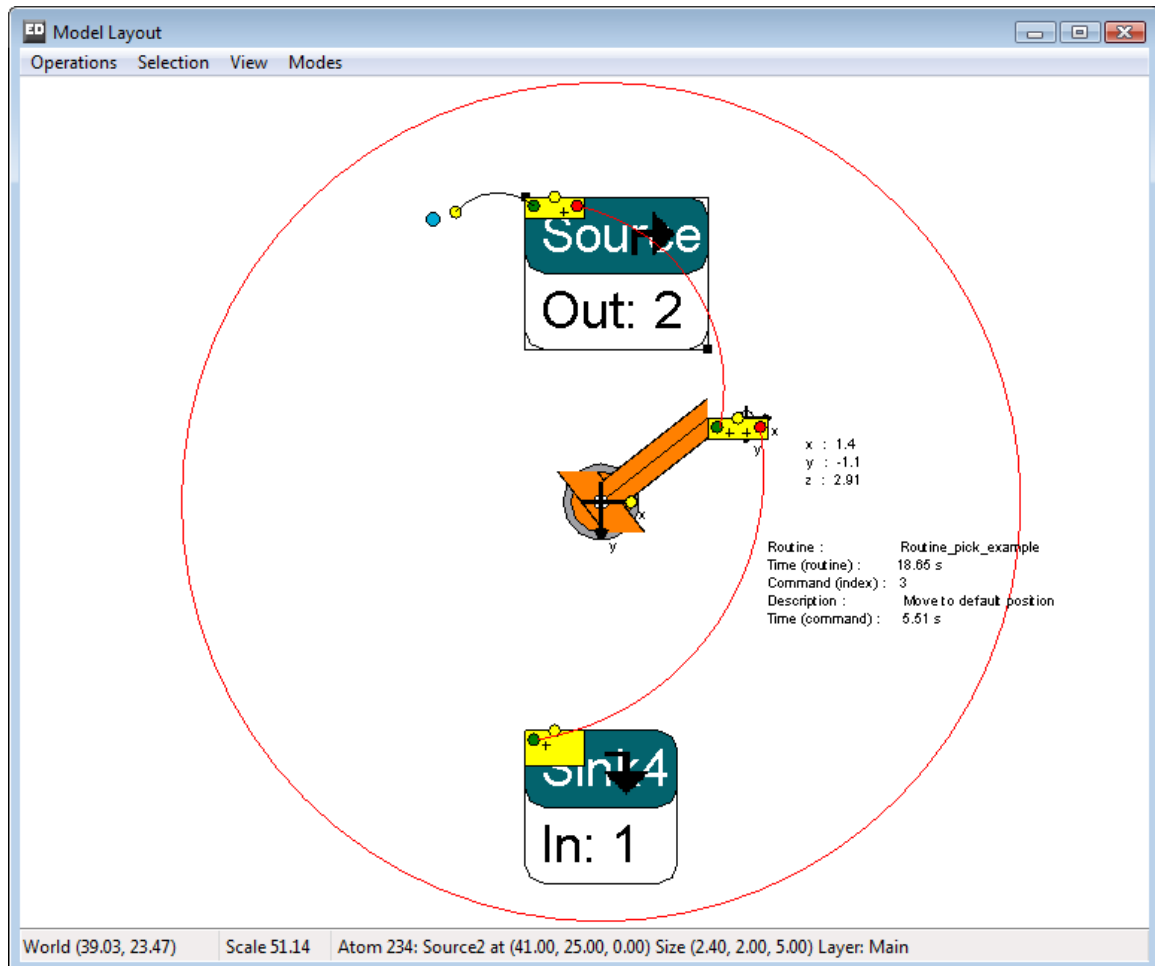 ED Model Layout
Operations Selection View Modes
Source
Out: 2
x
y
x : 1.4
y : -1.1
z : 2.91
x
y
Routine : Routine_pick_example
Time (routine) : 18.65 s
Command (index) : 3
Description : Move to default position
Time (command) : 5.51 s
Sink4
In: 1
World (39.03, 23.47) Scale 51.14 Atom 234: Source2 at (41.00, 25.00, 0.00) Size (2.40, 2.00, 5.00) Layer: Main